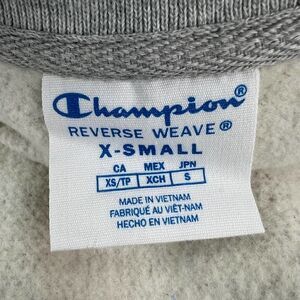 Champion®
REVERSE WEAVE®
X-SMALL
CA MEX JPN
XS/TP XCH S
MADE IN VIETNAM
FABRIQUÉ AU VIÊT-NAM
HECHO EN VIETNAM